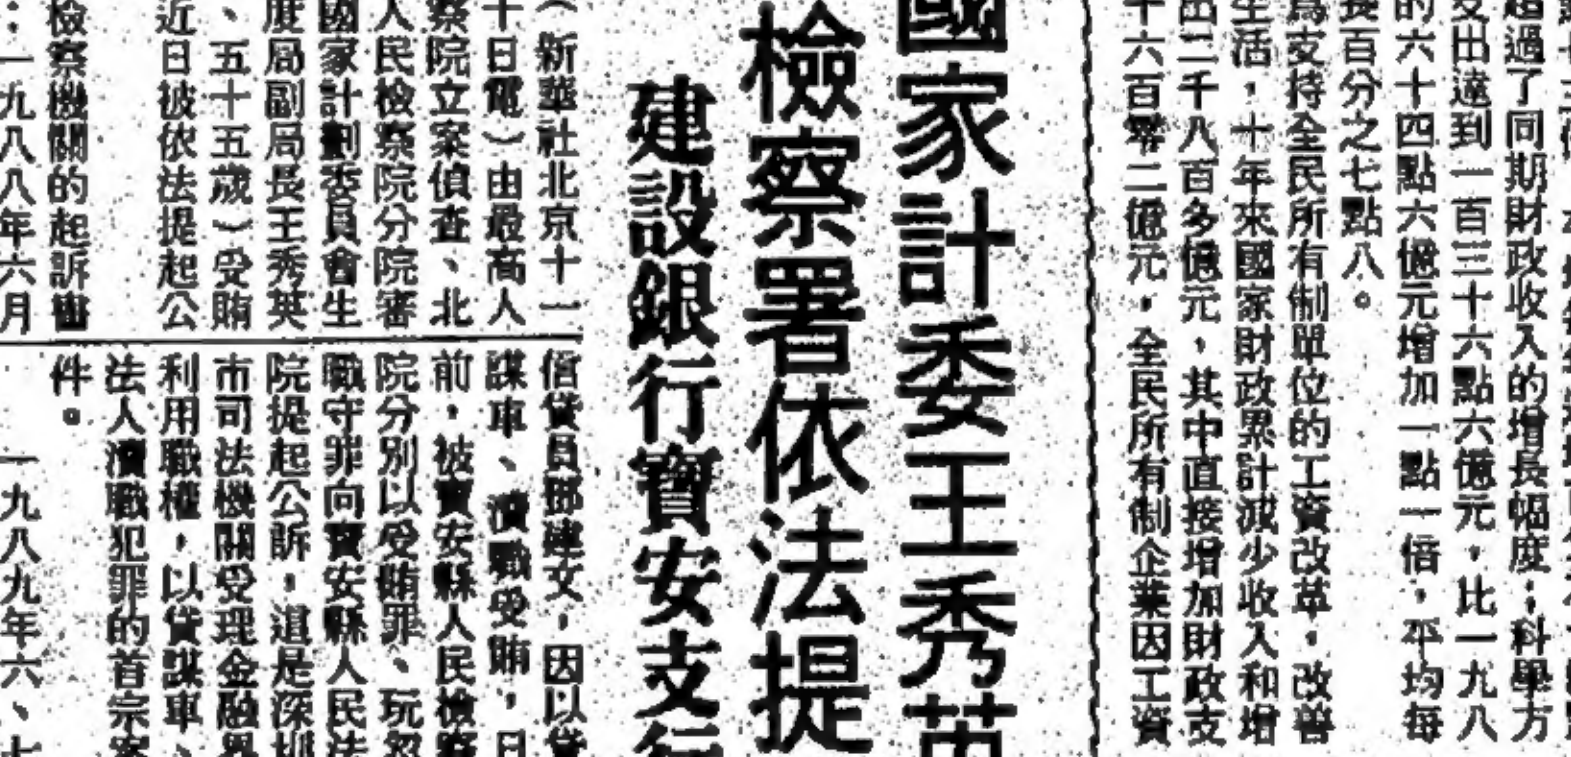 超過了同期財政收入的增長幅度；科學方
支出達到一百三十六點六億元，比一九八
的六十四點六億元增加一點一倍，平均每
長百分之七點八。
為支持全民所有制單位的工資改革，改善
生活，十年來國家財政累計減少收入和增
出二千八百多億元，其中直接增加財政支
十六百零二億元，全民所有制企業因工資
國家計委王秀英
檢察署依法提
建設銀行寶安支行
（新華社北京十一
十日電）由最高人
察院立案偵查、北
人民檢察院分院審
國家計劃委員會生
度局副局長王秀英
、五十五歲）受賄
近日被依法提起公
檢察機關的起訴書
：一九八八年六月
信貸員鄧建文，因以貸
謀車、瀆職受賄，日
前，被寶安縣人民檢察
院分別以受賄罪、玩忽
職守罪向寶安縣人民法
院提起公訴，這是深圳
市司法機關受理金融界
利用職權，以貸謀車、
法人瀆職犯罪的首宗案
件。
一九八九年六、七